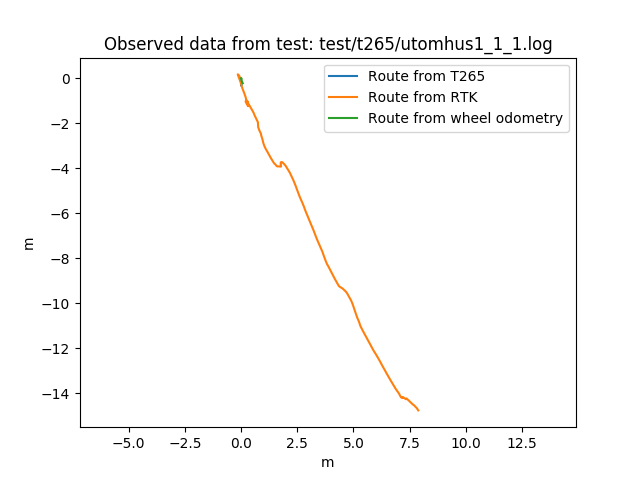 Observed data from test: test/t265/utomhus1_1_1.log
Route from T265
Route from RTK
Route from wheel odometry
0
−2
−4
−6
−8
−10
−12
−14
m
−5.0 −2.5 0.0 2.5 5.0 7.5 10.0 12.5
m